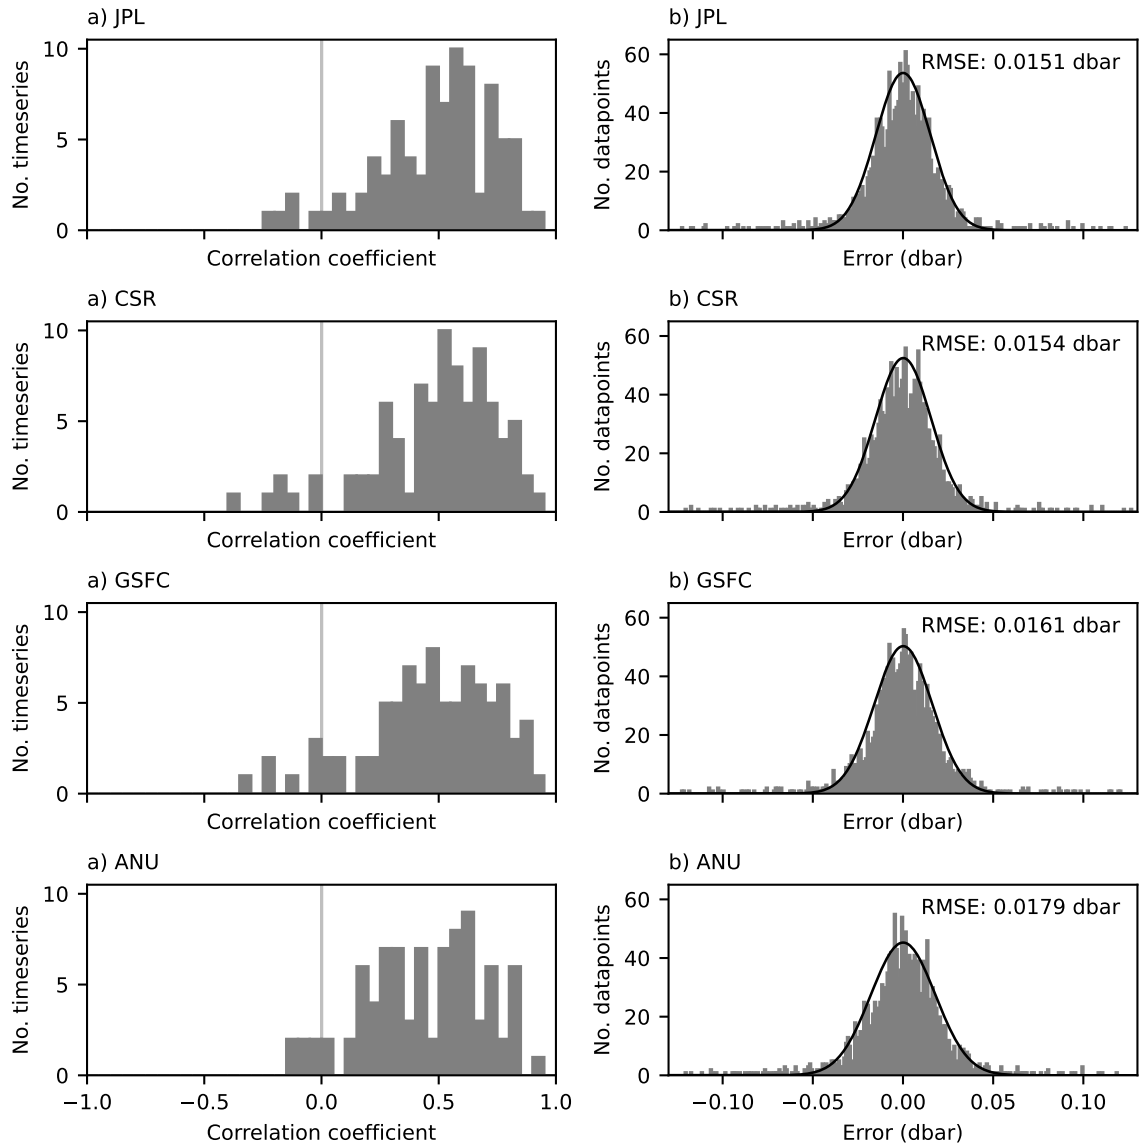 a) JPL
No. timeseries
10
5
0
Correlation coefficient
b) JPL
No. datapoints
60
40
20
0
RMSE: 0.0151 dbar
Error (dbar)
a) CSR
No. timeseries
10
5
0
Correlation coefficient
b) CSR
No. datapoints
60
40
20
0
RMSE: 0.0154 dbar
Error (dbar)
a) GSFC
No. timeseries
10
5
0
Correlation coefficient
b) GSFC
No. datapoints
60
40
20
0
RMSE: 0.0161 dbar
Error (dbar)
a) ANU
No. timeseries
10
5
0
−1.0 −0.5 0.0 0.5 1.0
Correlation coefficient
b) ANU
No. datapoints
60
40
20
0
RMSE: 0.0179 dbar
−0.10 −0.05 0.00 0.05 0.10
Error (dbar)